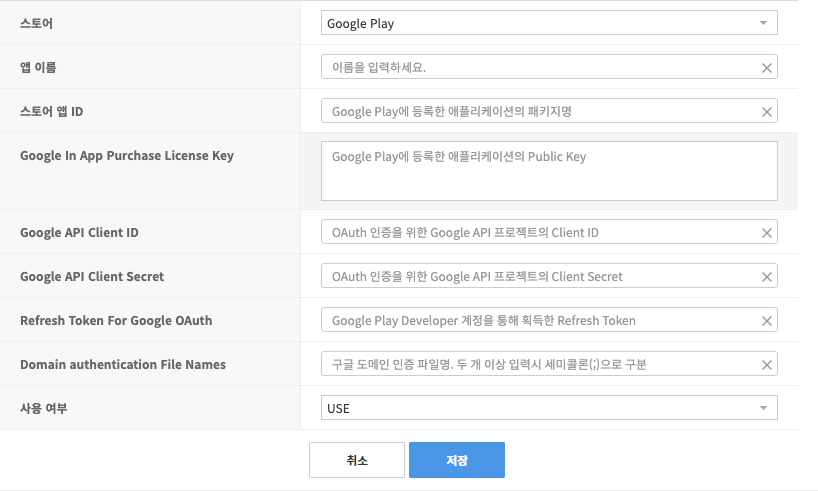 스토어
Google Play
앱 이름
이름을 입력하세요.
스토어 앱 ID
Google Play에 등록한 애플리케이션의 패키지명
Google In App Purchase License Key
Google Play에 등록한 애플리케이션의 Public Key
Google API Client ID
OAuth 인증을 위한 Google API 프로젝트의 Client ID
Google API Client Secret
OAuth 인증을 위한 Google API 프로젝트의 Client Secret
Refresh Token For Google OAuth
Google Play Developer 계정을 통해 획득한 Refresh Token
Domain authentication File Names
구글 도메인 인증 파일명. 두 개 이상 입력시 세미콜론(;)으로 구분
사용 여부
USE
취소
저장